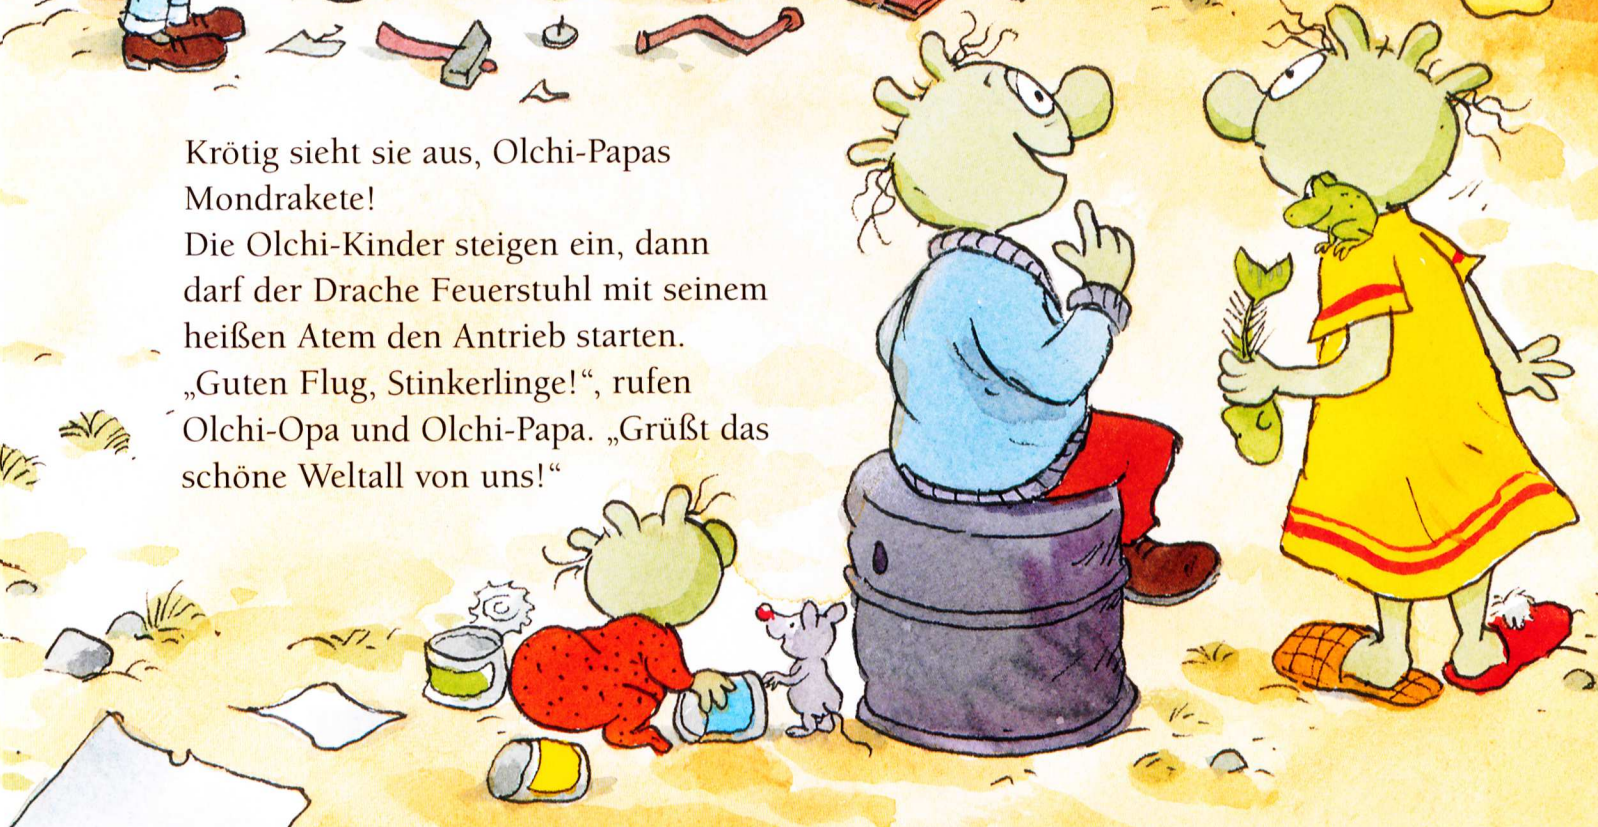 Krötig sieht sie aus, Olchi-Papas
Mondrakete!
Die Olchi-Kinder steigen ein, dann
darf der Drache Feuerstuhl mit seinem
heißen Atem den Antrieb starten.
„Guten Flug, Stinkerlinge!“, rufen
Olchi-Opa und Olchi-Papa. „Grüßt das
schöne Weltall von uns!“